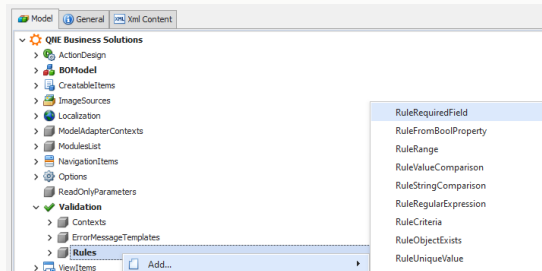 Model
General
Xml Content
QNE Business Solutions
ActionDesign
BOModel
CreatableItems
ImageSources
Localization
ModelAdapterContexts
ModulesList
NavigationItems
Options
ReadOnlyParameters
Validation
Contexts
ErrorMessageTemplates
Rules
ViewItems
Add...
RuleRequiredField
RuleFromBoolProperty
RuleRange
RuleValueComparison
RuleStringComparison
RuleRegularExpression
RuleCriteria
RuleObjectExists
RuleUniqueValue